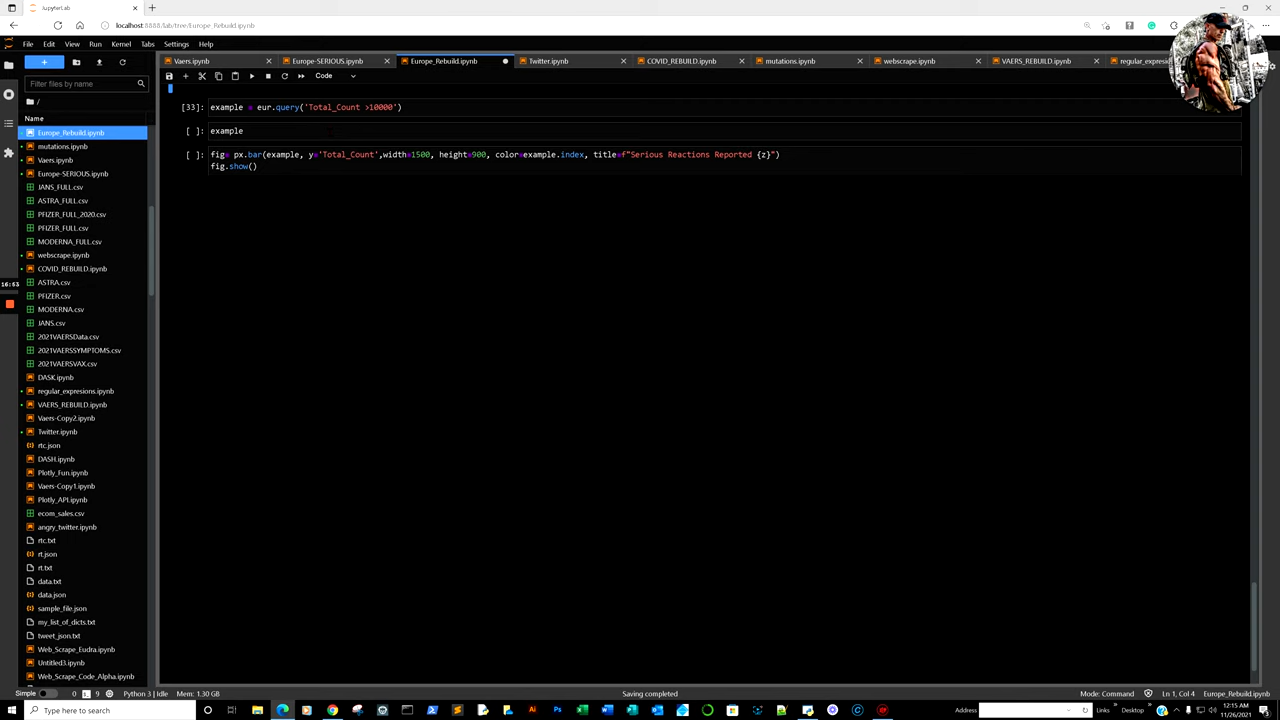 JupyterLab
localhost:8888/lab/tree/Europe_Rebuild.ipynb
File Edit View Run Kernel Tabs Settings Help
Vaers.ipynb Europe-SERIOUS.ipynb Europe_Rebuild.ipynb Twitter.ipynb COVID_REBUILD.ipynb mutations.ipynb webscrape.ipynb VAERS_REBUILD.ipynb regular_expres
Code
Filter files by name
/
Name
Europe_Rebuild.ipynb
mutations.ipynb
Vaers.ipynb
Europe-SERIOUS.ipynb
JANS_FULL.csv
ASTRA_FULL.csv
PFIZER_FULL_2020.csv
PFIZER_FULL.csv
MODERNA_FULL.csv
webscrape.ipynb
COVID_REBUILD.ipynb
ASTRA.csv
PFIZER.csv
MODERNA.csv
JANS.csv
2021VAERSData.csv
2021VAERSSYMPTOMS.csv
2021VAERSVAX.csv
DASK.ipynb
regular_expresions.ipynb
VAERS_REBUILD.ipynb
Vaers-Copy2.ipynb
Twitter.ipynb
rtc.json
DASH.ipynb
Plotly_Fun.ipynb
Vaers-Copy1.ipynb
Plotly_API.ipynb
ecom_sales.csv
angry_twitter.ipynb
rtc.txt
rt.json
rt.txt
data.txt
data.json
sample_file.json
my_list_of_dicts.txt
tweet_json.txt
Web_Scrape_Eudra.ipynb
Untitled3.ipynb
Web_Scrape_Code_Alpha.ipynb
16:53
[33]: example = eur.query('Total_Count >10000')
[ ]: example
[ ]: fig= px.bar(example, y='Total_Count',width=1500, height=900, color=example.index, title=f"Serious Reactions Reported {z}")
fig.show()
Simple 0 9 Python 3 | Idle Mem: 1.30 GB Saving completed Mode: Command Ln 1, Col 4 Europe_Rebuild.ipynb
Type here to search Address Links Desktop 12:15 AM
11/26/2021